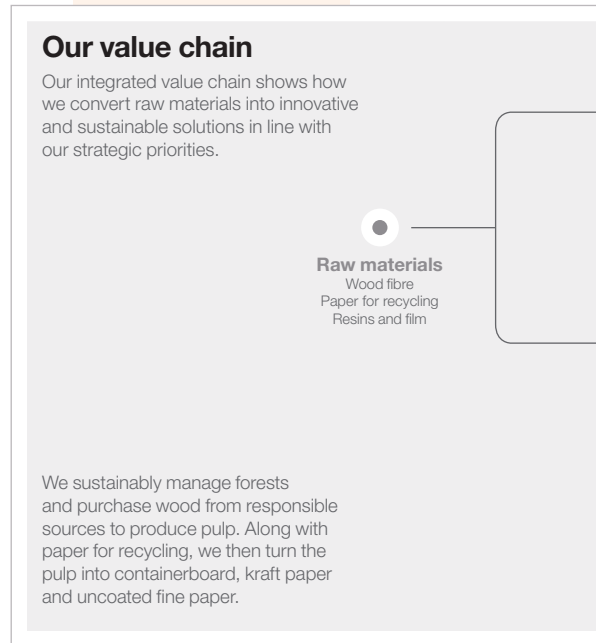 Our value chain
Our integrated value chain shows how
we convert raw materials into innovative
and sustainable solutions in line with
our strategic priorities.
Raw materials
Wood fibre
Paper for recycling
Resins and film
We sustainably manage forests
and purchase wood from responsible
sources to produce pulp. Along with
paper for recycling, we then turn the
pulp into containerboard, kraft paper
and uncoated fine paper.